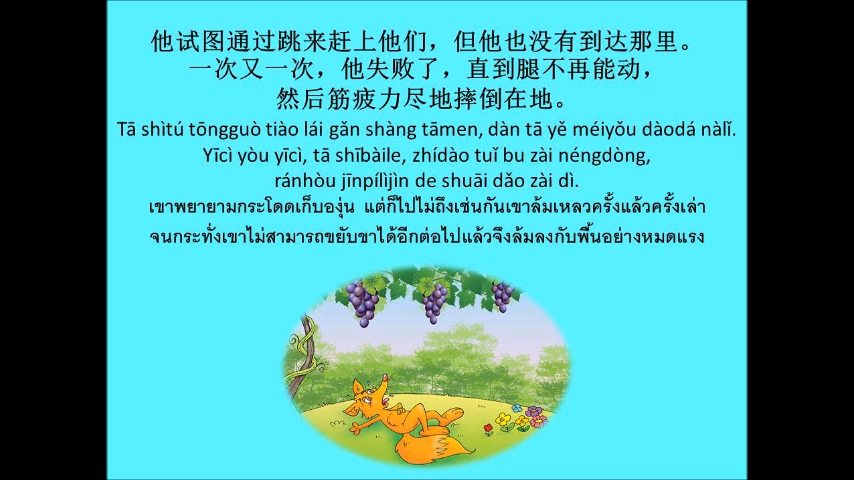 他试图通过跳来赶上他们，但他也没有到达那里。
一次又一次，他失败了，直到腿不再能动，
然后筋疲力尽地摔倒在地。
Tā shìtú tōngguò tiào lái gǎn shàng tāmen, dàn tā yě méiyǒu dàodá nàlǐ.
Yīcì yòu yīcì, tā shībàile, zhídào tuǐ bu zài néngdòng,
ránhòu jīnpílìjìn de shuāi dǎo zài dì.
เขาพยายามกระโดดเก็บองุ่น แต่ก็ไปไม่ถึงเช่นกันเขาล้มเหลวครั้งแล้วครั้งเล่า
จนกระทั่งเขาไม่สามารถขยับขาได้อีกต่อไปแล้วจึงล้มลงกับพื้นอย่างหมดแรง